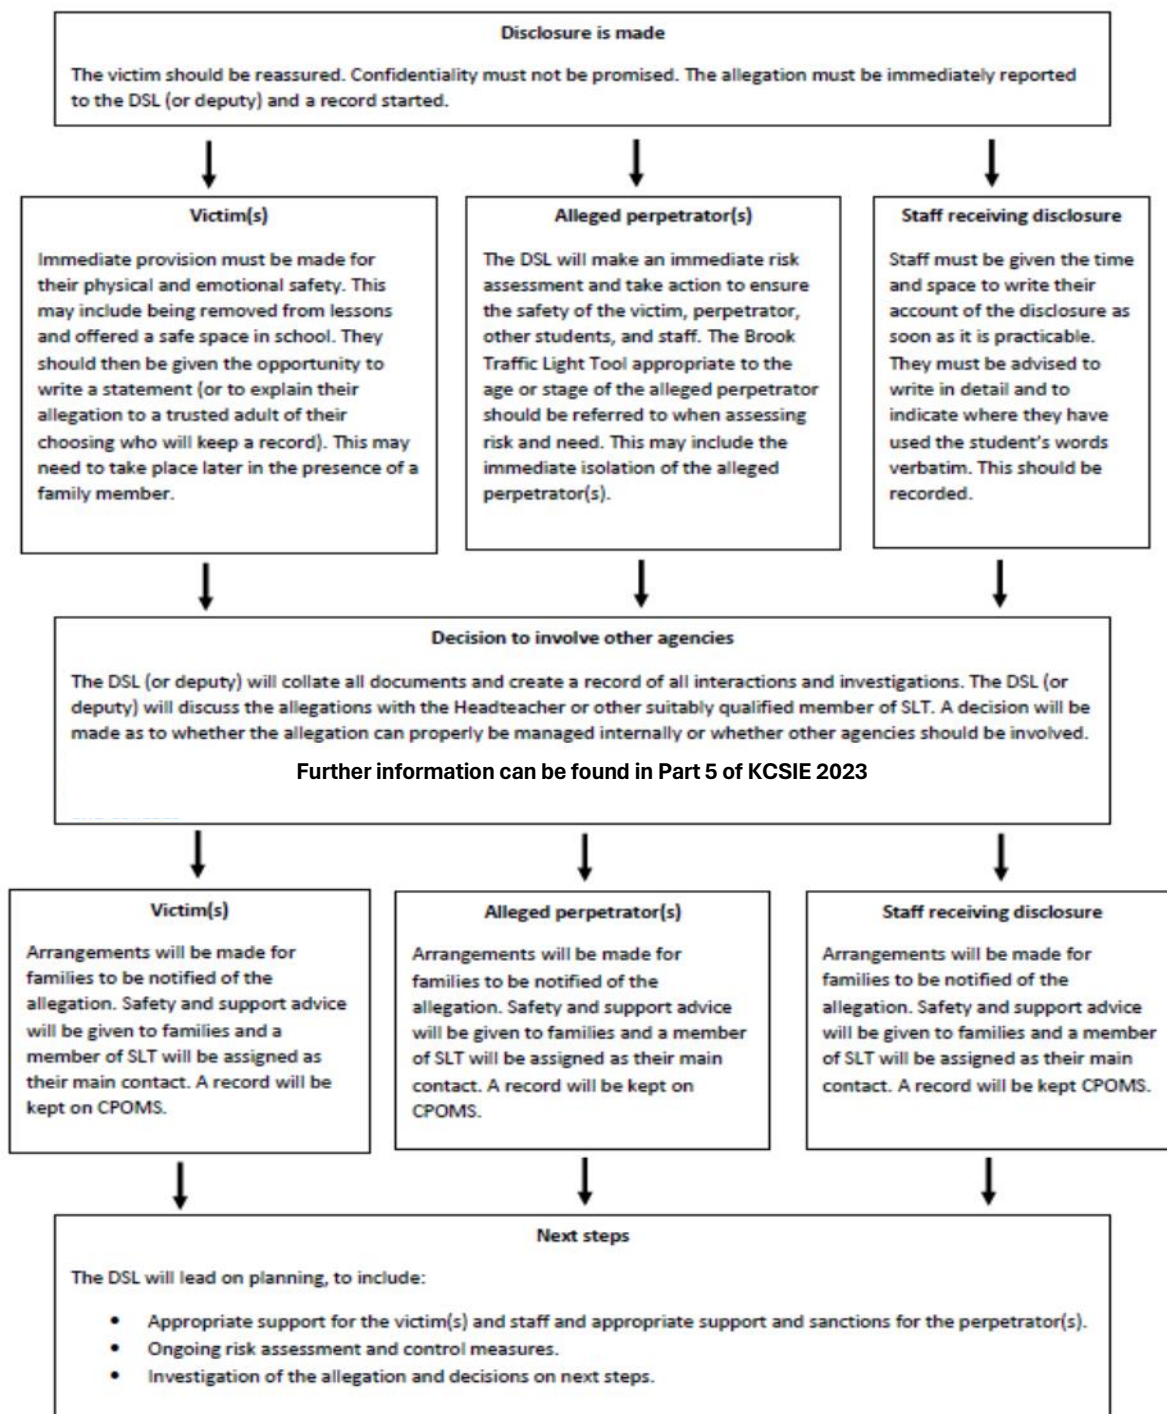 Disclosure is made
The victim should be reassured. Confidentiality must not be promised. The allegation must be immediately reported
to the DSL (or deputy) and a record started.
Victim(s)
Immediate provision must be made for
their physical and emotional safety. This
may include being removed from lessons
and offered a safe space in school. They
should then be given the opportunity to
write a statement (or to explain their
allegation to a trusted adult of their
choosing who will keep a record). This may
need to take place later in the presence of a
family member.
Alleged perpetrator(s)
The DSL will make an immediate risk
assessment and take action to ensure
the safety of the victim, perpetrator,
other students, and staff. The Brook
Traffic Light Tool appropriate to the
age or stage of the alleged perpetrator
should be referred to when assessing
risk and need. This may include the
immediate isolation of the alleged
perpetrator(s).
Staff receiving disclosure
Staff must be given the time
and space to write their
account of the disclosure as
soon as it is practicable.
They must be advised to
write in detail and to
indicate where they have
used the student's words
verbatim. This should be
recorded.
Decision to involve other agencies
The DSL (or deputy) will collate all documents and create a record of all interactions and investigations. The DSL (or
deputy) will discuss the allegations with the Headteacher or other suitably qualified member of SLT. A decision will be
made as to whether the allegation can properly be managed internally or whether other agencies should be involved.
Further information can be found in Part 5 of KCSIE 2023
Victim(s)
Arrangements will be made for
families to be notified of the
allegation. Safety and support advice
will be given to families and a
member of SLT will be assigned as
their main contact. A record will be
kept on CPOMS.
Alleged perpetrator(s)
Arrangements will be made for
families to be notified of the
allegation. Safety and support advice
will be given to families and a member
of SLT will be assigned as their main
contact. A record will be kept on
CPOMS.
Staff receiving disclosure
Arrangements will be made for
families to be notified of the
allegation. Safety and support advice
will be given to families and a member
of SLT will be assigned as their main
contact. A record will be kept CPOMS.
Next steps
The DSL will lead on planning, to include:
• Appropriate support for the victim(s) and staff and appropriate support and sanctions for the perpetrator(s).
• Ongoing risk assessment and control measures.
• Investigation of the allegation and decisions on next steps.